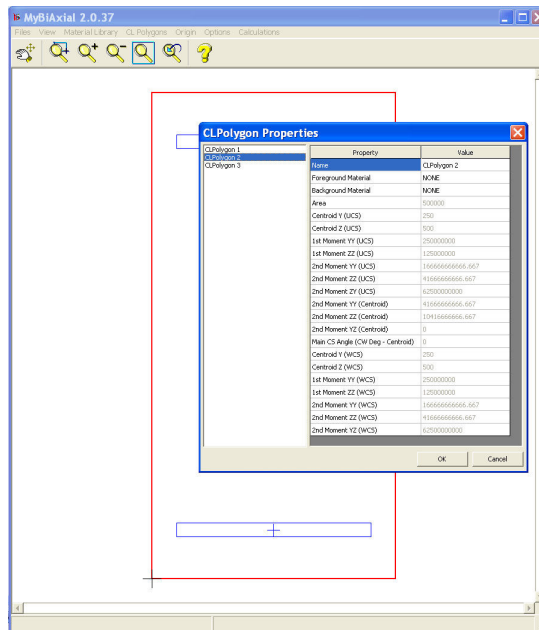 MyBiAxial 2.0.37
Files View Material Library CL Polygons Origin Options Calculations
CLPolygon Properties
CLPolygon 1
CLPolygon 2
CLPolygon 3
Property Value
Name CLPolygon 2
Foreground Material NONE
Background Material NONE
Area 500000
Centroid Y (UCS) 250
Centroid Z (UCS) 500
1st Moment YY (UCS) 250000000
1st Moment ZZ (UCS) 125000000
2nd Moment YY (UCS) 166666666666.667
2nd Moment ZZ (UCS) 41666666666.667
2nd Moment ZY (UCS) 62500000000
2nd Moment YY (Centroid) 41666666666.667
2nd Moment ZZ (Centroid) 10416666666.667
2nd Moment YZ (Centroid) 0
Main CS Angle (CW Deg - Centroid) 0
Centroid Y (WCS) 250
Centroid Z (WCS) 500
1st Moment YY (WCS) 250000000
1st Moment ZZ (WCS) 125000000
2nd Moment YY (WCS) 166666666666.667
2nd Moment ZZ (WCS) 41666666666.667
2nd Moment YZ (WCS) 62500000000
OK Cancel